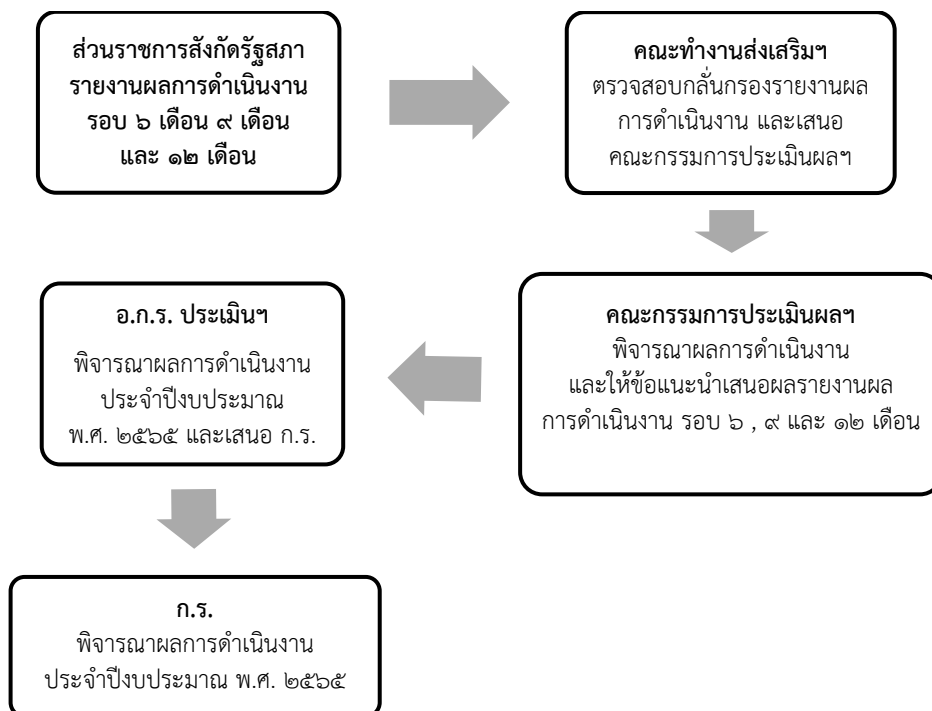 ส่วนราชการสังกัดรัฐสภา
รายงานผลการดำเนินงาน
รอบ ๖ เดือน ๙ เดือน
และ ๑๒ เดือน
คณะทำงานส่งเสริมฯ
ตรวจสอบกลั่นกรองรายงานผล
การดำเนินงาน และเสนอ
คณะกรรมการประเมินผลฯ
คณะกรรมการประเมินผลฯ
พิจารณาผลการดำเนินงาน
และให้ข้อแนะนำเสนอผลรายงานผล
การดำเนินงาน รอบ ๖ , ๙ และ ๑๒ เดือน
อ.ก.ร. ประเมินฯ
พิจารณาผลการดำเนินงาน
ประจำปีงบประมาณ
พ.ศ. ๒๕๖๕ และเสนอ ก.ร.
ก.ร.
พิจารณาผลการดำเนินงาน
ประจำปีงบประมาณ พ.ศ. ๒๕๖๕